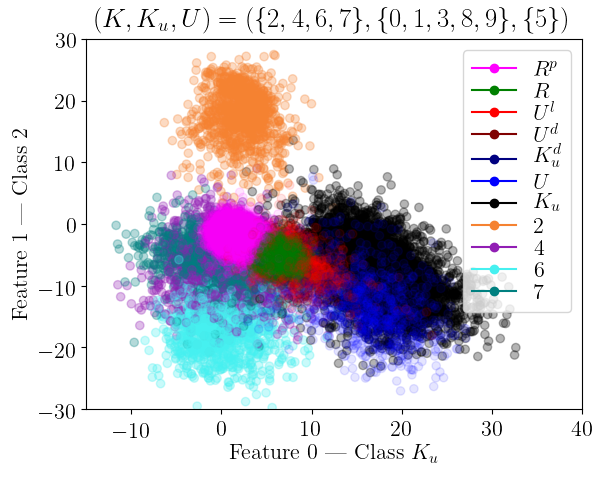 (K, K_u, U) = ({2, 4, 6, 7}, {0, 1, 3, 8, 9}, {5})
30
20
10
0
−10
−20
−30
Feature 1 — Class 2
R^p
R
U^l
U^d
K_u^d
U
K_u
2
4
6
7
−10
0
10
20
30
40
Feature 0 — Class K_u